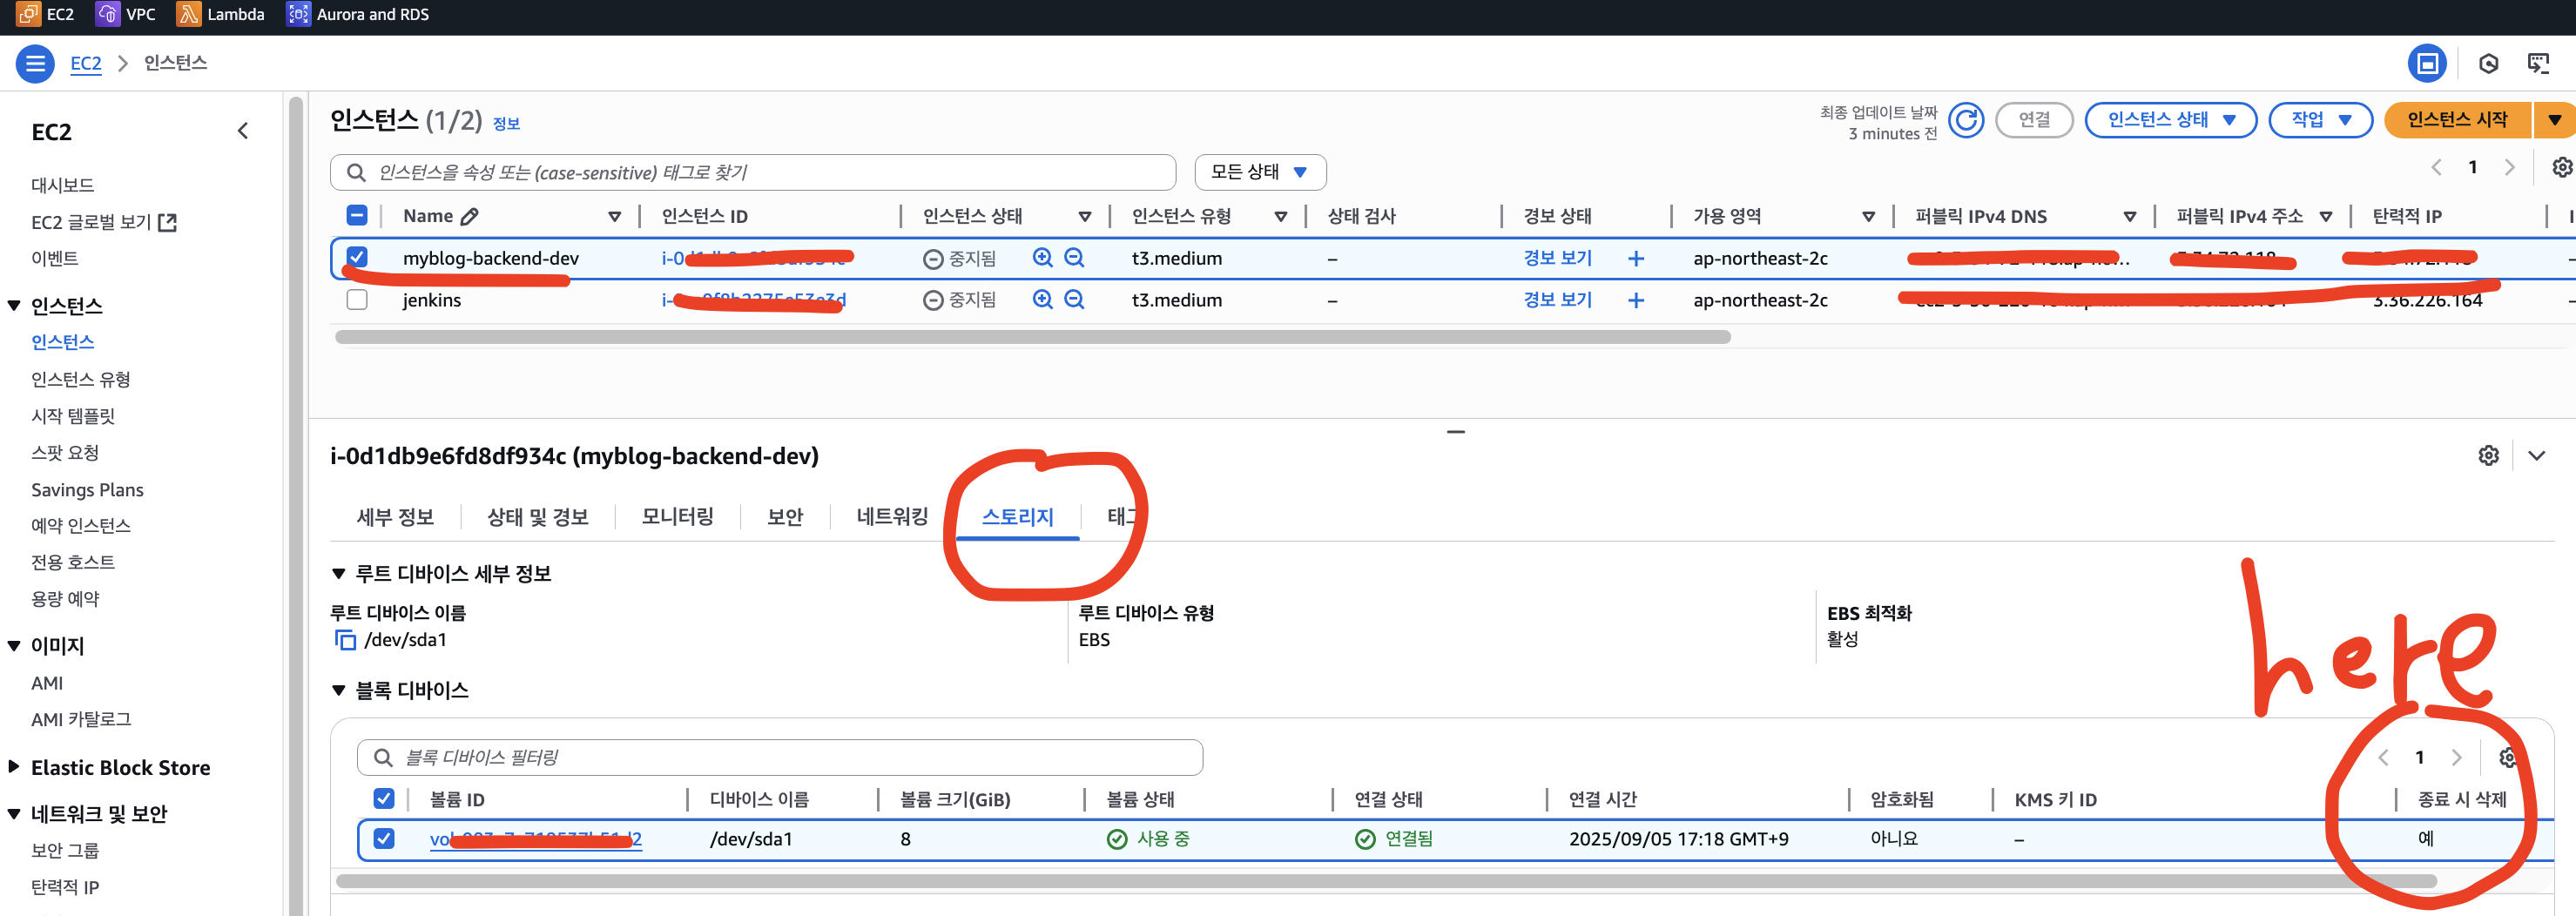 EC2 VPC Lambda Aurora and RDS
EC2 > 인스턴스
EC2
대시보드
EC2 글로벌 보기
이벤트
인스턴스
인스턴스
인스턴스 유형
시작 템플릿
스팟 요청
Savings Plans
예약 인스턴스
전용 호스트
용량 예약
이미지
AMI
AMI 카탈로그
Elastic Block Store
네트워크 및 보안
보안 그룹
탄력적 IP
인스턴스 (1/2) 정보
최종 업데이트 날짜
3 minutes 전
연결 인스턴스 상태 작업 인스턴스 시작
인스턴스을 속성 또는 (case-sensitive) 태그로 찾기 모든 상태
1
Name 인스턴스 ID 인스턴스 상태 인스턴스 유형 상태 검사 경보 상태 가용 영역 퍼블릭 IPv4 DNS 퍼블릭 IPv4 주소 탄력적 IP
myblog-backend-dev 중지됨 t3.medium – 경보 보기 + ap-northeast-2c
jenkins 중지됨 t3.medium – 경보 보기 + ap-northeast-2c 3.36.226.164
i-0d1db9e6fd8df934c (myblog-backend-dev)
세부 정보 상태 및 경보 모니터링 보안 네트워킹 스토리지 태그
루트 디바이스 세부 정보
루트 디바이스 이름 루트 디바이스 유형 EBS 최적화
/dev/sda1 EBS 활성
here
블록 디바이스
블록 디바이스 필터링
1
볼륨 ID 디바이스 이름 볼륨 크기(GiB) 볼륨 상태 연결 상태 연결 시간 암호화됨 KMS 키 ID 종료 시 삭제
/dev/sda1 8 사용 중 연결됨 2025/09/05 17:18 GMT+9 아니요 – 예